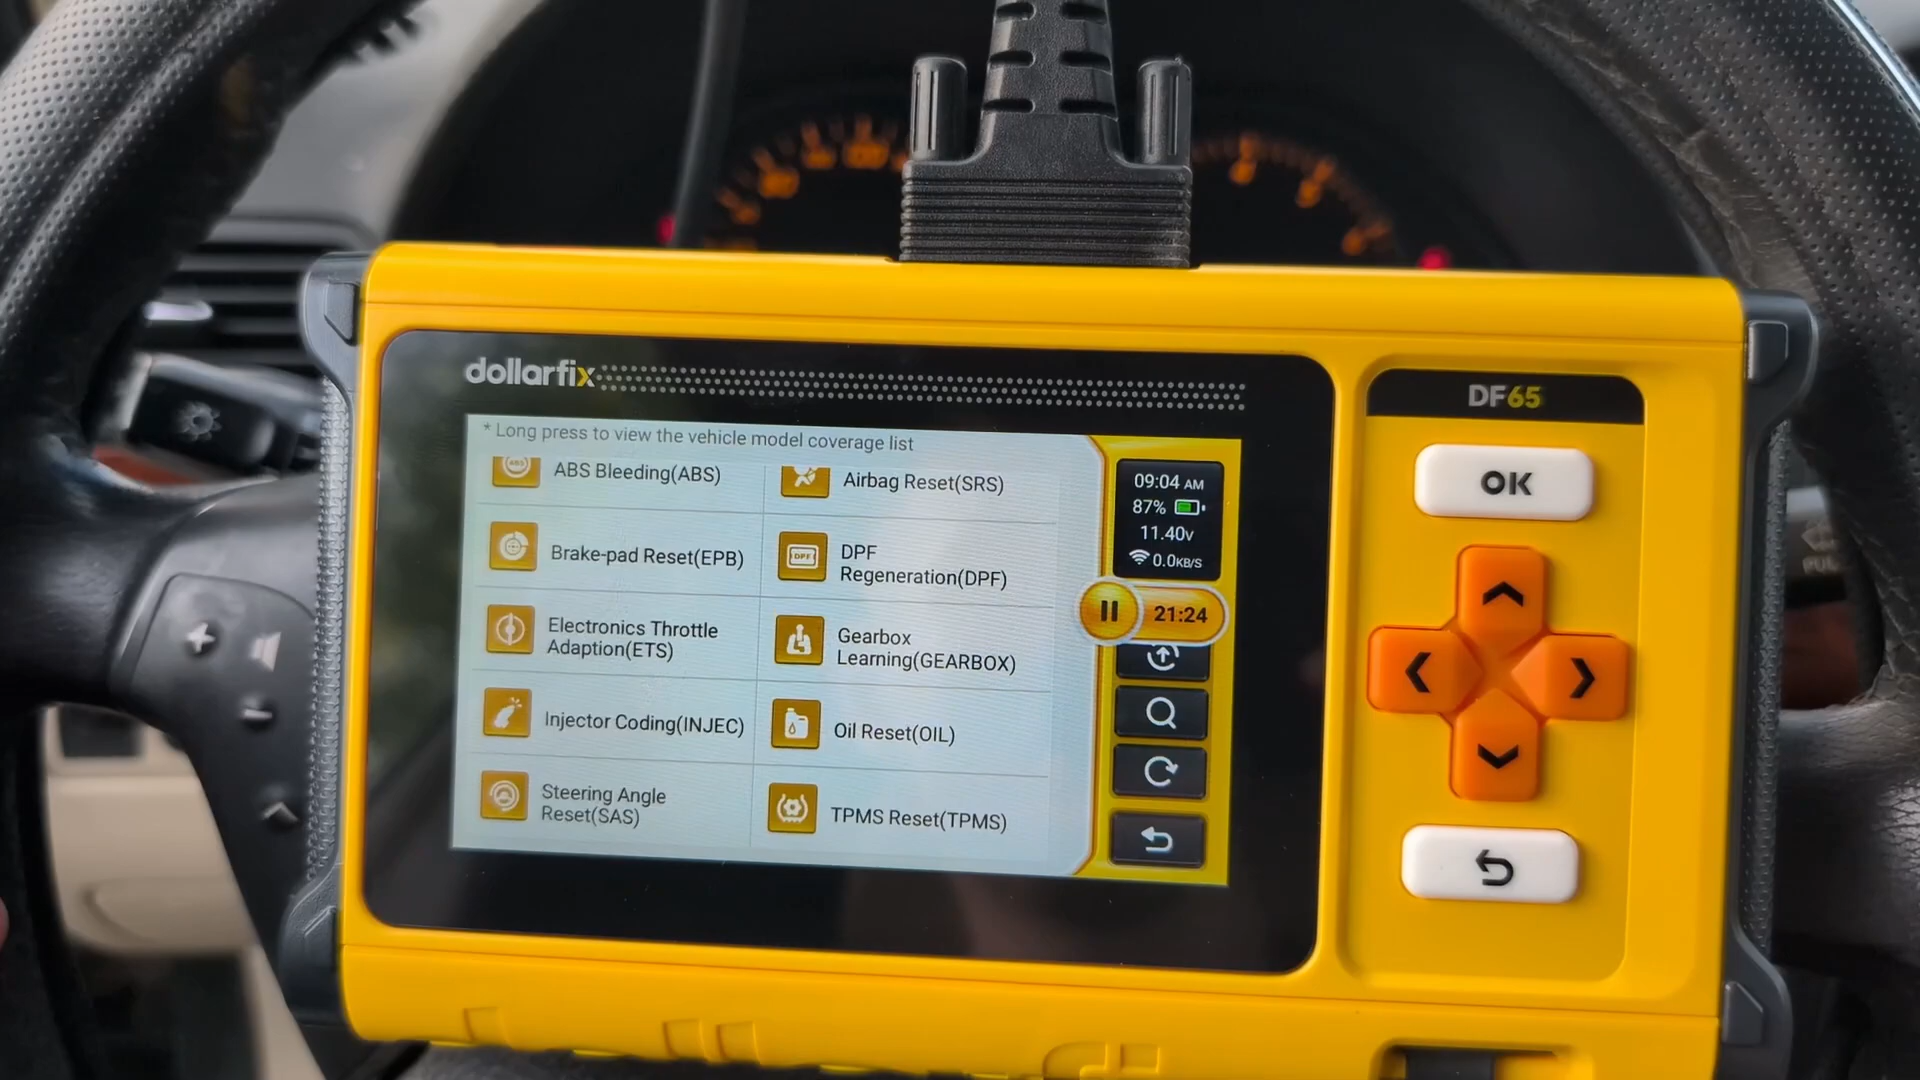 dollarfix
DF65
* Long press to view the vehicle model coverage list
ABS Bleeding(ABS)
Airbag Reset(SRS)
Brake-pad Reset(EPB)
DPF
DPF
Regeneration(DPF)
Electronics Throttle
Adaption(ETS)
Gearbox
Learning(GEARBOX)
Injector Coding(INJEC)
Oil Reset(OIL)
Steering Angle
Reset(SAS)
TPMS Reset(TPMS)
09:04 AM
87%
11.40v
0.0KB/S
21:24
OK